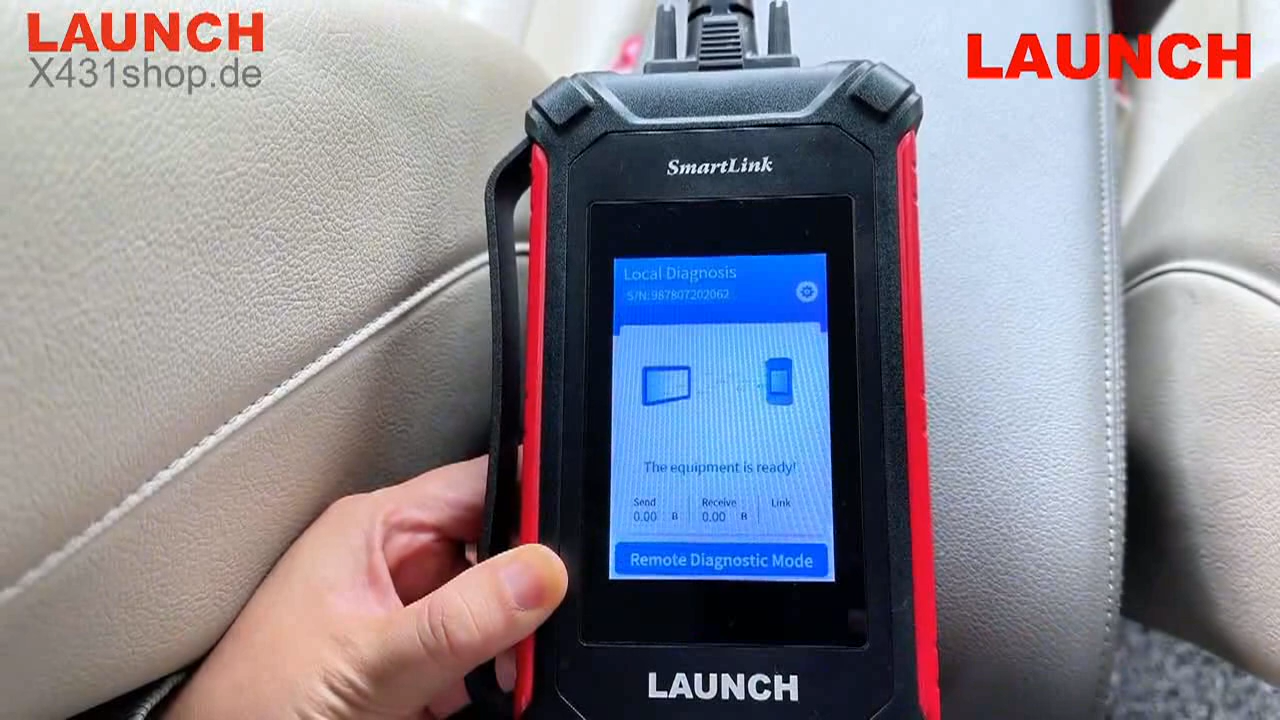 LAUNCH
X431shop.de
LAUNCH
SmartLink
Local Diagnosis
S/N:987807202062
The equipment is ready!
Send Receive Link
0.00 B 0.00 B
Remote Diagnostic Mode
LAUNCH